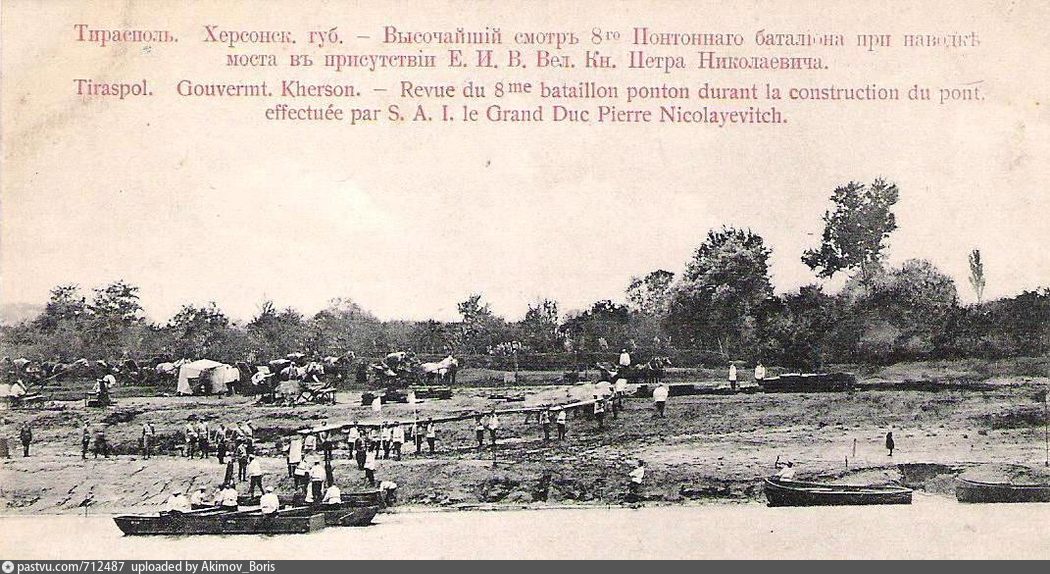 Тирасполь. Херсонск. губ. – Высочайшій смотръ 8го Понтоннаго баталіона при наводкѣ
моста въ присутствіи Е. И. В. Вел. Кн. Петра Николаевича.
Tiraspol. Gouvermt. Kherson. – Revue du 8me bataillon ponton durant la construction du pont.
effectuée par S. A. I. le Grand Duc Pierre Nicolayevitch.
pastvu.com/712487 uploaded by Akimov_Boris